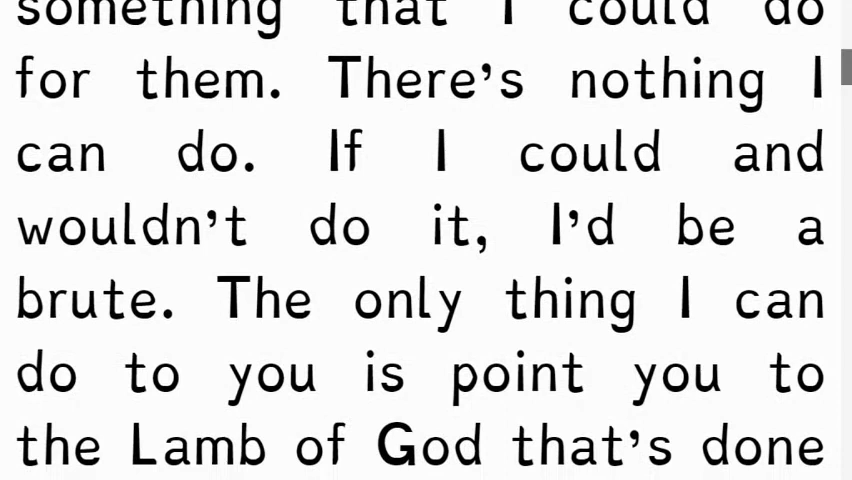 something that I could do
for them. There's nothing I
can do. If I could and
wouldn't do it, I'd be a
brute. The only thing I can
do to you is point you to
the Lamb of God that's done